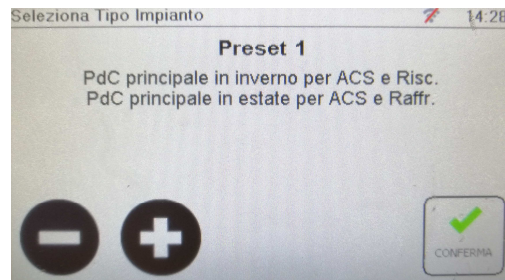 Seleziona Tipo Impianto 14:28
Preset 1
PdC principale in inverno per ACS e Risc.
PdC principale in estate per ACS e Raffr.
CONFERMA